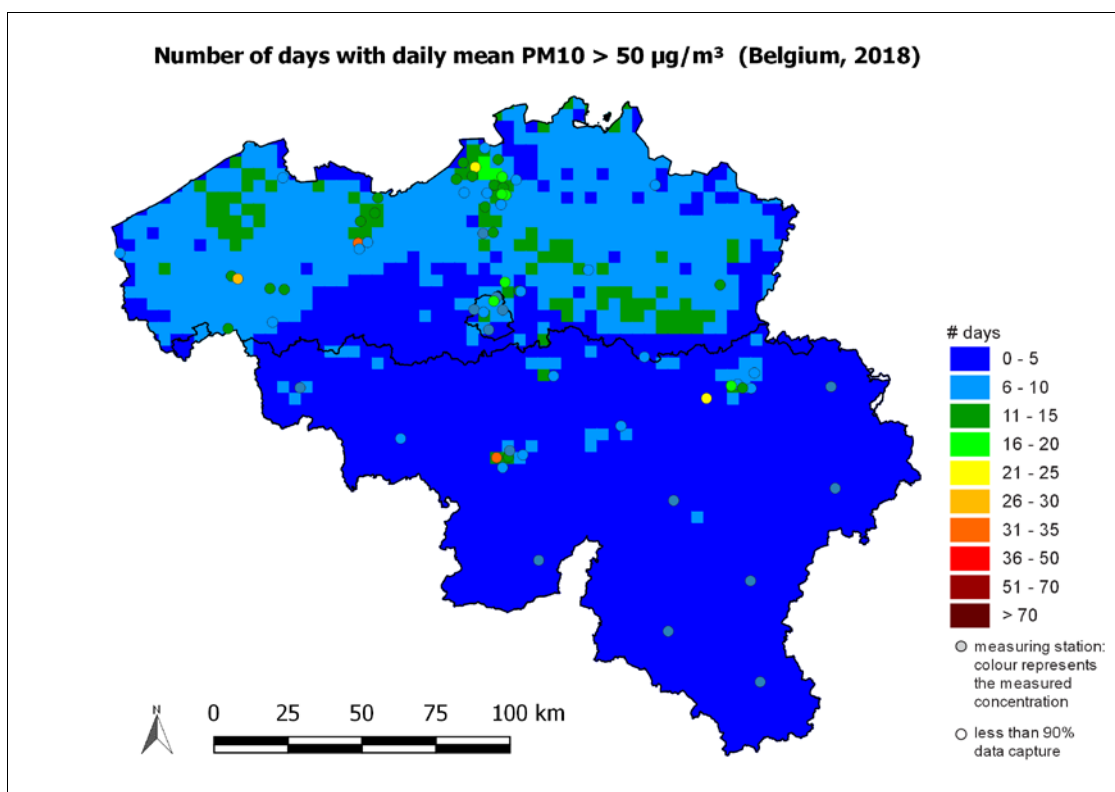 Number of days with daily mean PM10 > 50 µg/m³ (Belgium, 2018)
# days
0 - 5
6 - 10
11 - 15
16 - 20
21 - 25
26 - 30
31 - 35
36 - 50
51 - 70
> 70
measuring station:
colour represents
the measured
concentration
less than 90%
data capture
N
0 25 50 75 100 km